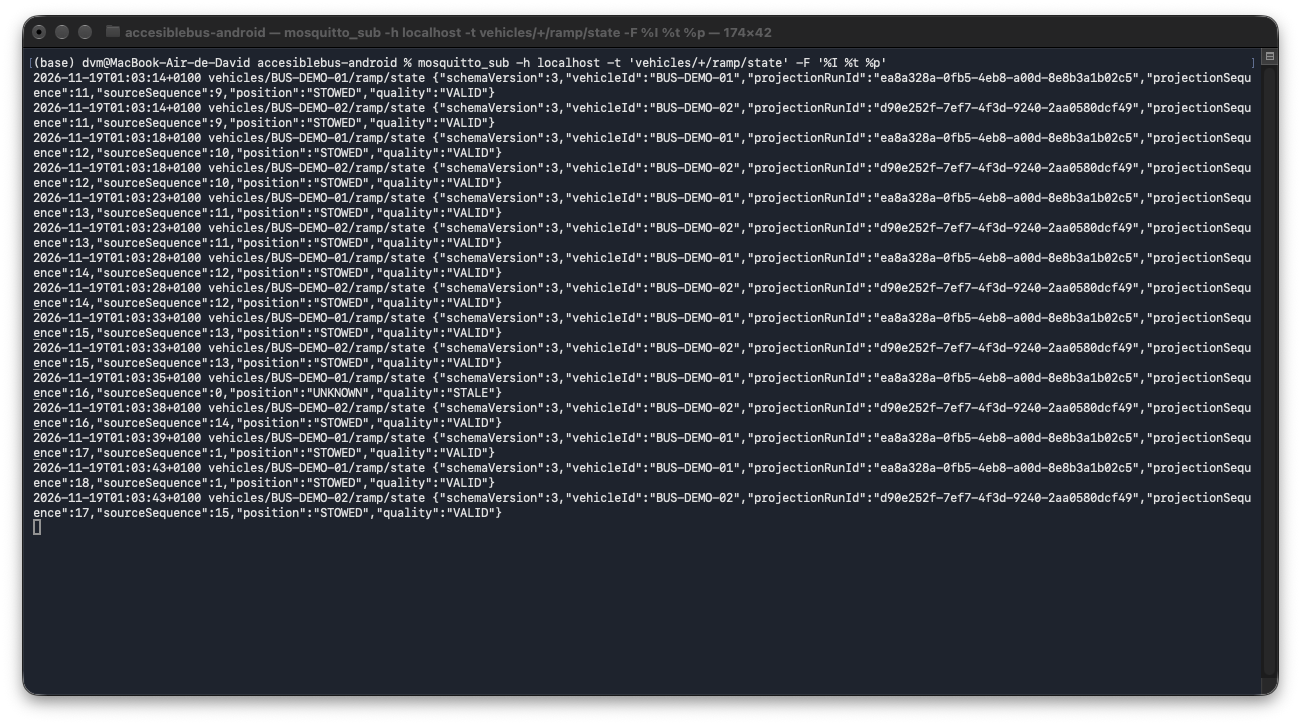 accesiblebus-android — mosquitto_sub -h localhost -t vehicles/+/ramp/state -F %I %t %p — 174×42
[(base) dvm@MacBook-Air-de-David accesiblebus-android % mosquitto_sub -h localhost -t 'vehicles/+/ramp/state' -F '%I %t %p' ]
2026-11-19T01:03:14+0100 vehicles/BUS-DEMO-01/ramp/state {"schemaVersion":3,"vehicleId":"BUS-DEMO-01","projectionRunId":"ea8a328a-0fb5-4eb8-a00d-8e8b3a1b02c5","projectionSequ
ence":11,"sourceSequence":9,"position":"STOWED","quality":"VALID"}
2026-11-19T01:03:14+0100 vehicles/BUS-DEMO-02/ramp/state {"schemaVersion":3,"vehicleId":"BUS-DEMO-02","projectionRunId":"d90e252f-7ef7-4f3d-9240-2aa0580dcf49","projectionSequ
ence":11,"sourceSequence":9,"position":"STOWED","quality":"VALID"}
2026-11-19T01:03:18+0100 vehicles/BUS-DEMO-01/ramp/state {"schemaVersion":3,"vehicleId":"BUS-DEMO-01","projectionRunId":"ea8a328a-0fb5-4eb8-a00d-8e8b3a1b02c5","projectionSequ
ence":12,"sourceSequence":10,"position":"STOWED","quality":"VALID"}
2026-11-19T01:03:18+0100 vehicles/BUS-DEMO-02/ramp/state {"schemaVersion":3,"vehicleId":"BUS-DEMO-02","projectionRunId":"d90e252f-7ef7-4f3d-9240-2aa0580dcf49","projectionSequ
ence":12,"sourceSequence":10,"position":"STOWED","quality":"VALID"}
2026-11-19T01:03:23+0100 vehicles/BUS-DEMO-01/ramp/state {"schemaVersion":3,"vehicleId":"BUS-DEMO-01","projectionRunId":"ea8a328a-0fb5-4eb8-a00d-8e8b3a1b02c5","projectionSequ
ence":13,"sourceSequence":11,"position":"STOWED","quality":"VALID"}
2026-11-19T01:03:23+0100 vehicles/BUS-DEMO-02/ramp/state {"schemaVersion":3,"vehicleId":"BUS-DEMO-02","projectionRunId":"d90e252f-7ef7-4f3d-9240-2aa0580dcf49","projectionSequ
ence":13,"sourceSequence":11,"position":"STOWED","quality":"VALID"}
2026-11-19T01:03:28+0100 vehicles/BUS-DEMO-01/ramp/state {"schemaVersion":3,"vehicleId":"BUS-DEMO-01","projectionRunId":"ea8a328a-0fb5-4eb8-a00d-8e8b3a1b02c5","projectionSequ
ence":14,"sourceSequence":12,"position":"STOWED","quality":"VALID"}
2026-11-19T01:03:28+0100 vehicles/BUS-DEMO-02/ramp/state {"schemaVersion":3,"vehicleId":"BUS-DEMO-02","projectionRunId":"d90e252f-7ef7-4f3d-9240-2aa0580dcf49","projectionSequ
ence":14,"sourceSequence":12,"position":"STOWED","quality":"VALID"}
2026-11-19T01:03:33+0100 vehicles/BUS-DEMO-01/ramp/state {"schemaVersion":3,"vehicleId":"BUS-DEMO-01","projectionRunId":"ea8a328a-0fb5-4eb8-a00d-8e8b3a1b02c5","projectionSequ
ence":15,"sourceSequence":13,"position":"STOWED","quality":"VALID"}
2026-11-19T01:03:33+0100 vehicles/BUS-DEMO-02/ramp/state {"schemaVersion":3,"vehicleId":"BUS-DEMO-02","projectionRunId":"d90e252f-7ef7-4f3d-9240-2aa0580dcf49","projectionSequ
ence":15,"sourceSequence":13,"position":"STOWED","quality":"VALID"}
2026-11-19T01:03:35+0100 vehicles/BUS-DEMO-01/ramp/state {"schemaVersion":3,"vehicleId":"BUS-DEMO-01","projectionRunId":"ea8a328a-0fb5-4eb8-a00d-8e8b3a1b02c5","projectionSequ
ence":16,"sourceSequence":0,"position":"UNKNOWN","quality":"STALE"}
2026-11-19T01:03:38+0100 vehicles/BUS-DEMO-02/ramp/state {"schemaVersion":3,"vehicleId":"BUS-DEMO-02","projectionRunId":"d90e252f-7ef7-4f3d-9240-2aa0580dcf49","projectionSequ
ence":16,"sourceSequence":14,"position":"STOWED","quality":"VALID"}
2026-11-19T01:03:39+0100 vehicles/BUS-DEMO-01/ramp/state {"schemaVersion":3,"vehicleId":"BUS-DEMO-01","projectionRunId":"ea8a328a-0fb5-4eb8-a00d-8e8b3a1b02c5","projectionSequ
ence":17,"sourceSequence":1,"position":"STOWED","quality":"VALID"}
2026-11-19T01:03:43+0100 vehicles/BUS-DEMO-01/ramp/state {"schemaVersion":3,"vehicleId":"BUS-DEMO-01","projectionRunId":"ea8a328a-0fb5-4eb8-a00d-8e8b3a1b02c5","projectionSequ
ence":18,"sourceSequence":1,"position":"STOWED","quality":"VALID"}
2026-11-19T01:03:43+0100 vehicles/BUS-DEMO-02/ramp/state {"schemaVersion":3,"vehicleId":"BUS-DEMO-02","projectionRunId":"d90e252f-7ef7-4f3d-9240-2aa0580dcf49","projectionSequ
ence":17,"sourceSequence":15,"position":"STOWED","quality":"VALID"}